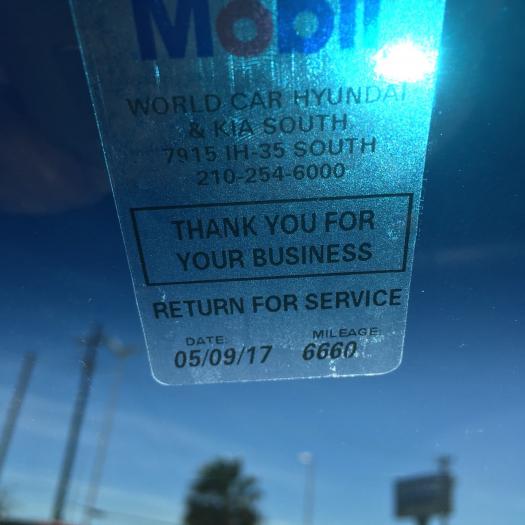 Mobil
WORLD CAR HYUNDAI
& KIA SOUTH
7915 IH-35 SOUTH
210-254-6000
THANK YOU FOR
YOUR BUSINESS
RETURN FOR SERVICE
DATE: MILEAGE:
05/09/17 6660